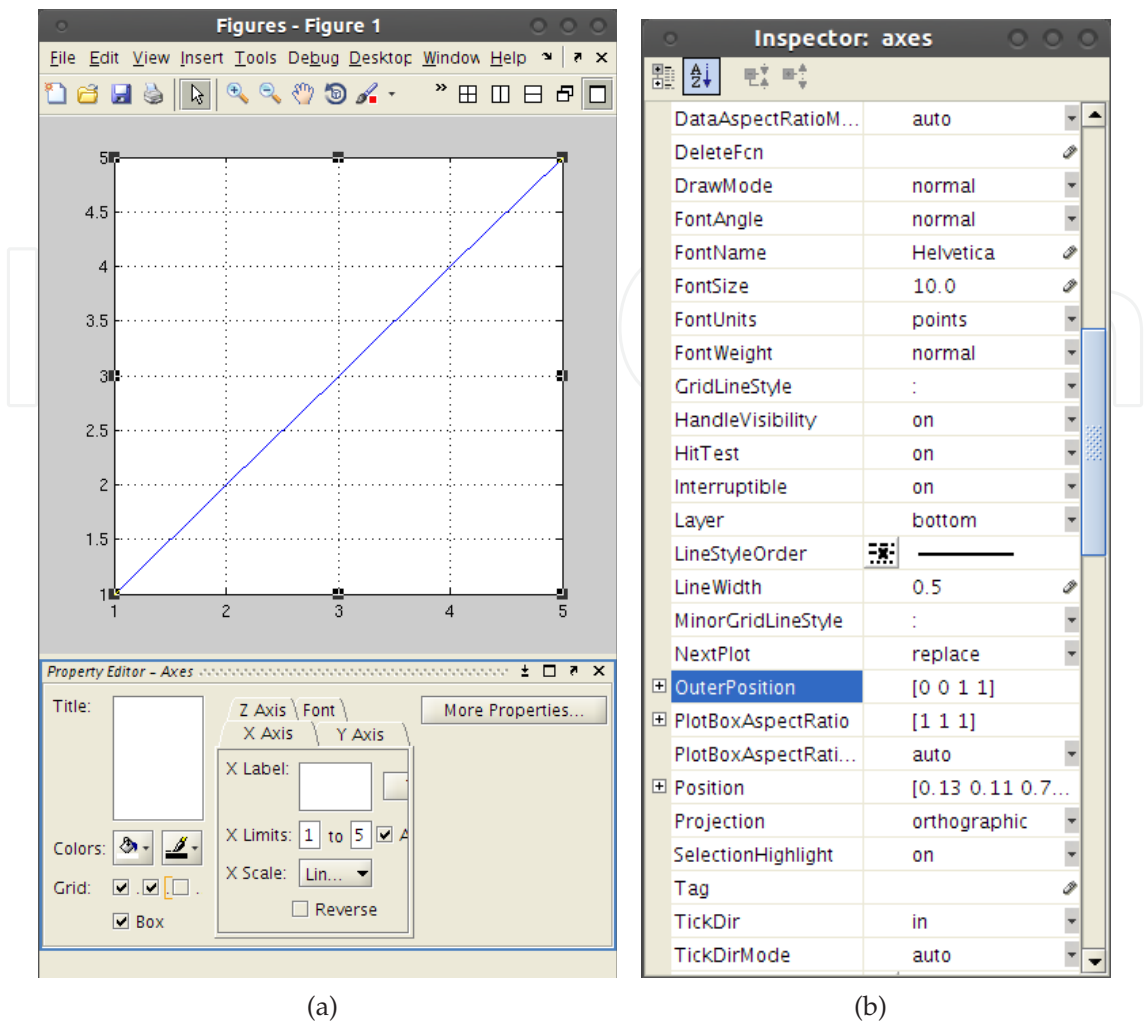 Figures - Figure 1
File Edit View Insert Tools Debug Desktop Window Help
5
4.5
4
3.5
3
2.5
2
1.5
1
1 2 3 4 5
Property Editor - Axes
Title:
Z Axis Font
X Axis Y Axis
More Properties...
X Label:
X Limits: 1 to 5 A
X Scale: Lin...
Reverse
Colors:
Grid:
Box
(a)
Inspector: axes
DataAspectRatioM... auto
DeleteFcn
DrawMode normal
FontAngle normal
FontName Helvetica
FontSize 10.0
FontUnits points
FontWeight normal
GridLineStyle :
HandleVisibility on
HitTest on
Interruptible on
Layer bottom
LineStyleOrder
LineWidth 0.5
MinorGridLineStyle :
NextPlot replace
OuterPosition [0 0 1 1]
PlotBoxAspectRatio [1 1 1]
PlotBoxAspectRati... auto
Position [0.13 0.11 0.7...
Projection orthographic
SelectionHighlight on
Tag
TickDir in
TickDirMode auto
(b)